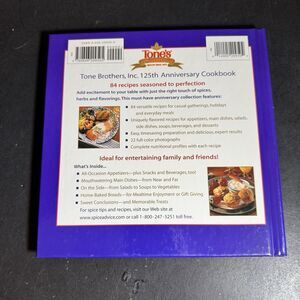 Tone's
Tone Brothers, Inc. 125th Anniversary Cookbook
84 recipes seasoned to perfection
Add excitement to your table with just the right touch of spices,
herbs and flavorings. This must-have anniversary collection features:
84 versatile recipes for casual gatherings, holidays
and everyday meals
Uniquely flavored recipes for appetizers, main dishes, salads,
side dishes, soups, beverages, and desserts
Easy, timesaving preparation and delicious, expert results
22 full-color photographs
Complete nutritional profiles with each recipe
Ideal for entertaining family and friends!
What's Inside...
• All-Occasion Appetizers—plus Snacks and Beverages, too!
• Mouthwatering Main Dishes—from New and Fast
• On the Side—from Salads to Soups to Vegetables
• Home-Baked Breads—for Mealtime Enjoyment or Gift Giving
• Sweet Conclusions—and Memorable Treats
For spice tips and recipes, visit our Web site at
www.spiceadvice.com or call 1-800-247-5251 toll free.